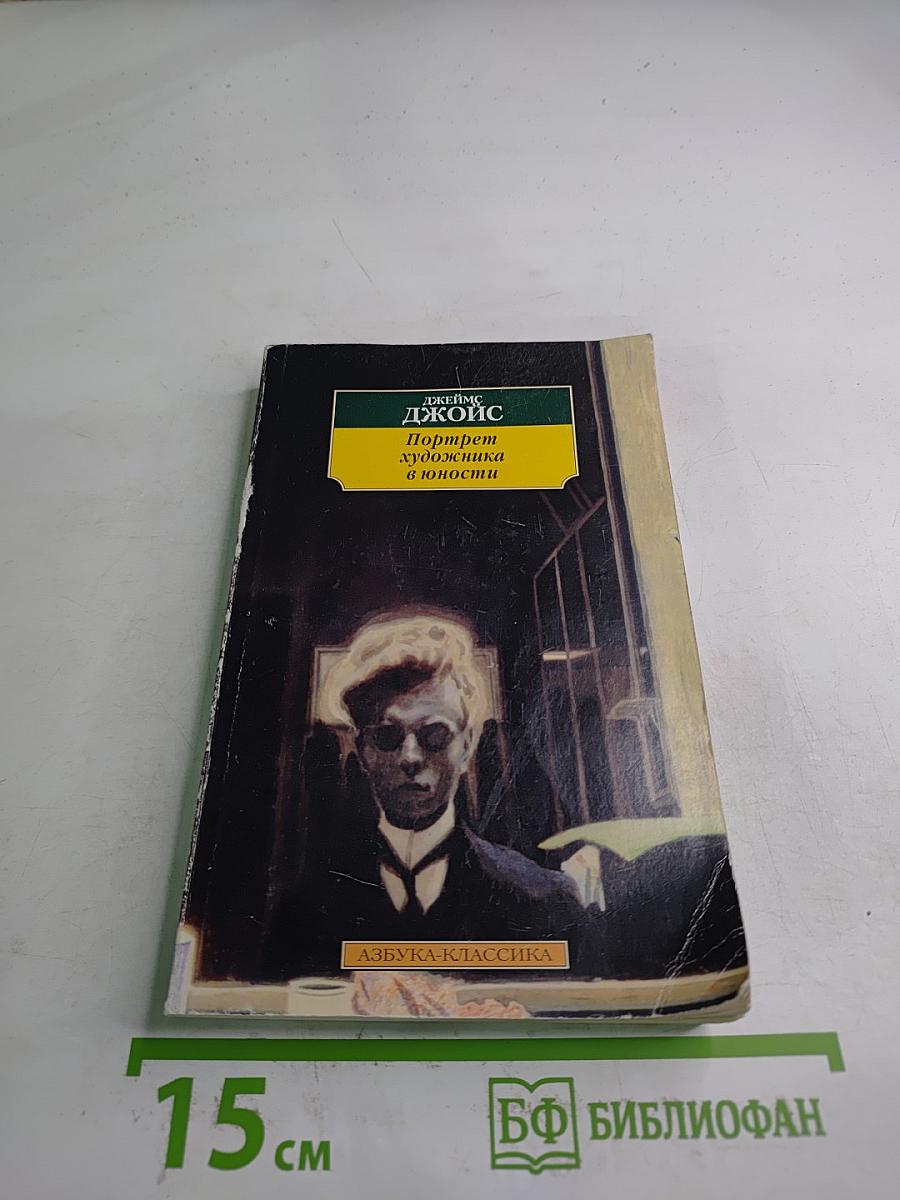 ДЖЕЙМС
ДЖОЙС
Портрет
художника
в юности
АЗБУКА-КЛАССИКА
15 см
БФ БИБЛИОФАН